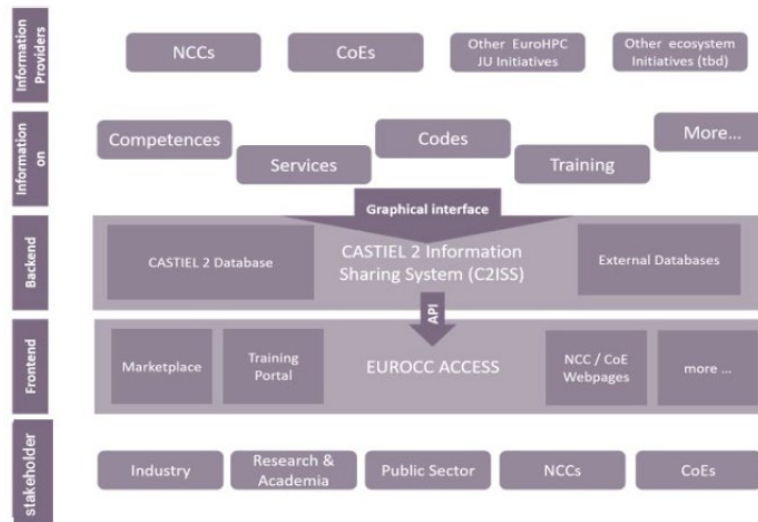 Information
Providers
NCCs
CoEs
Other EuroHPC
JU Initiatives
Other ecosystem
Initiatives (tbd)
Information
on
Competences
Services
Codes
Training
More...
Graphical interface
Backend
CASTIEL 2 Database
CASTIEL 2 Information
Sharing System (C2ISS)
External Databases
API
Frontend
Marketplace
Training
Portal
EUROCC ACCESS
NCC / CoE
Webpages
more ...
stakeholder
Industry
Research &
Academia
Public Sector
NCCs
CoEs